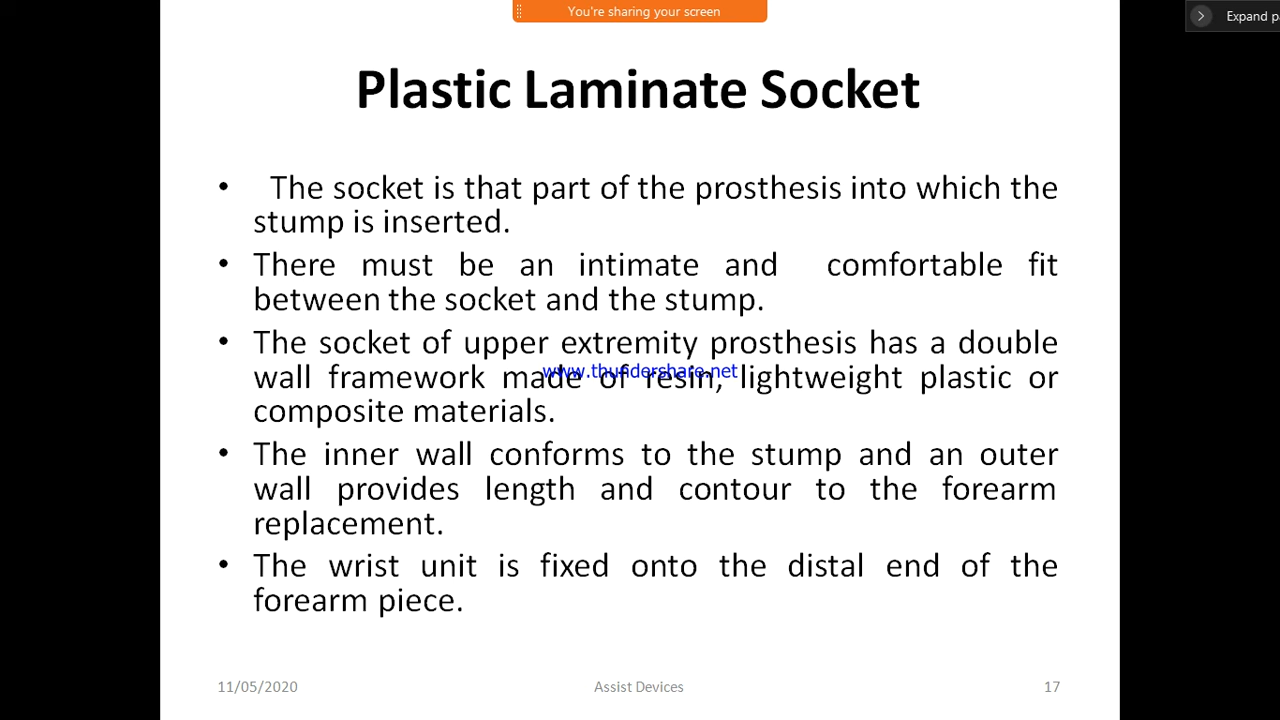 You're sharing your screen
Expand p
Plastic Laminate Socket
• The socket is that part of the prosthesis into which the
stump is inserted.
• There must be an intimate and comfortable fit
between the socket and the stump.
• The socket of upper extremity prosthesis has a double
wall framework made of resin, lightweight plastic or
www.thundershare.net
composite materials.
• The inner wall conforms to the stump and an outer
wall provides length and contour to the forearm
replacement.
• The wrist unit is fixed onto the distal end of the
forearm piece.
11/05/2020
Assist Devices
17